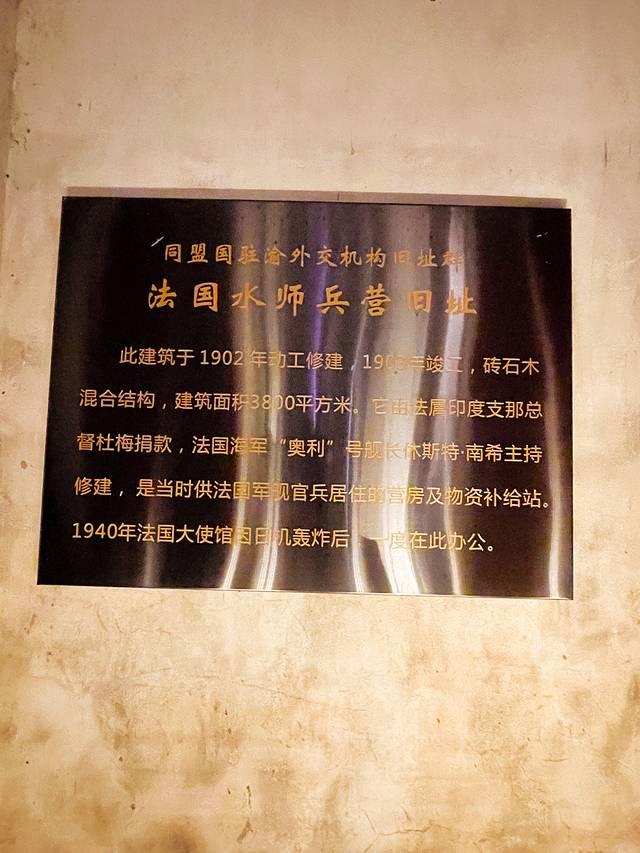 同盟国驻渝外交机构旧址群
法国水师兵营旧址
此建筑于1902年动工修建，1903年竣工，砖石木
混合结构，建筑面积3800平方米。它由法属印度支那总
督杜梅捐款，法国海军“奥利”号舰长休斯特·南希主持
修建，是当时供法国军舰官兵居住的营房及物资补给站。
1940年法国大使馆因日机轰炸后，一度在此办公。